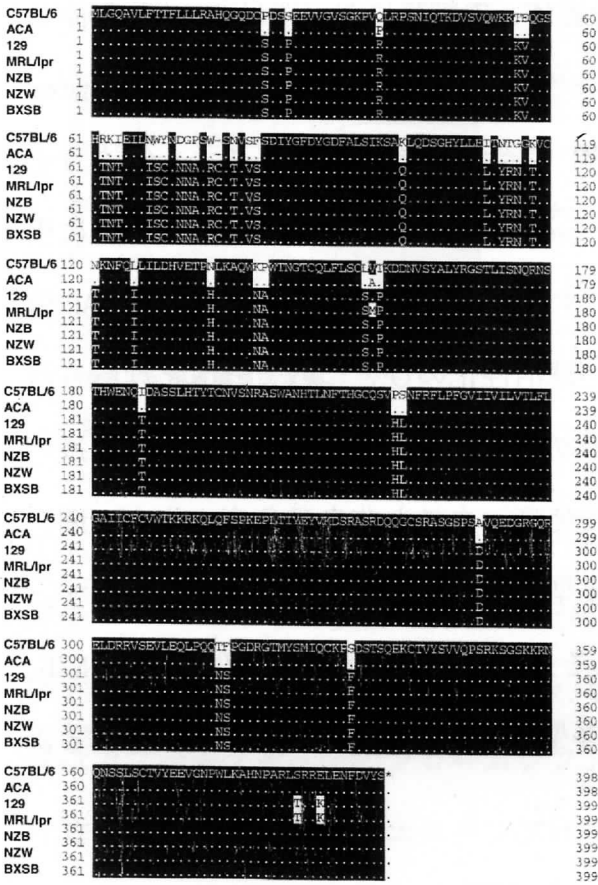 C57BL/6 1 MLGQAVLFTTFLLLRAHQGQDCPDSSEEVVGVSGKPVQLRPSNIQTKDVSVQWKKTEQGS 60
ACA 1 .....................................P...................... 60
129 1 ......................S..P............R.................KV... 60
MRL/lpr 1 ......................S..P............R.................KV... 60
NZB 1 ......................S..P............R.................KV... 60
NZW 1 ......................S..P............R.................KV... 60
BXSB 1 ......................S..P............R.................KV... 60
C57BL/6 61 HRKIEILNWYNDGPSW-SNVSFSDIYGFDYGDFALSIKSAKLQDSGHYLLEITNTGGKVC 119
ACA 61 ............................................................ 119
129 61 .TNT...ISC.NNA.RC.T.VS..................Q..........L.YRN.T.. 120
MRL/lpr 61 .TNT...ISC.NNA.RC.T.VS..................Q..........L.YRN.T.. 120
NZB 61 .TNT...ISC.NNA.RC.T.VS..................Q..........L.YRN.T.. 120
NZW 61 .TNT...ISC.NNA.RC.T.VS..................Q..........L.YRN.T.. 120
BXSB 61 .TNT...ISC.NNA.RC.T.VS..................Q..........L.YRN.T.. 120
C57BL/6 120 NKNFQLLILDHVETPNLKAQWKPWTNGTCQLFLSCLVTKDDNVSYALYRGSTLISNQRNS 179
ACA 120 ....................................A....................... 179
129 121 T....I.........H.....NA............S.P...................... 180
MRL/lpr 121 T....I.........H.....NA............SMP...................... 180
NZB 121 T....I.........H.....NA............S.P...................... 180
NZW 121 T....I.........H.....NA............S.P...................... 180
BXSB 121 T....I.........H.....NA............S.P...................... 180
C57BL/6 180 THWENQIDASSLHTYTCNVSNRASWANHTLNFTHGCQSVPSNFRFLPFGVIIVILVTLFL 239
ACA 180 ............................................................ 239
129 181 ......T................................HL................... 240
MRL/lpr 181 ......T................................HL................... 240
NZB 181 ......T................................HL................... 240
NZW 181 ......T................................HL................... 240
BXSB 181 ......T................................HL................... 240
C57BL/6 240 GAIICFCVWTKKRKQLQFSPKEPLTIYEYVKDSRASRDQQGCSRASGSPSAVQEDGRGQR 299
ACA 240 ............................................................ 299
129 241 ..................................................D......... 300
MRL/lpr 241 ..................................................D......... 300
NZB 241 ..................................................D......... 300
NZW 241 ..................................................D......... 300
BXSB 241 ..................................................D......... 300
C57BL/6 300 ELDRRVSEVLEQLPQQTFPGDRGTMYSMIQCKPSDSTSQEKCTVYSVVQPSRKSGSKKRN 359
ACA 300 ............................................................ 359
129 301 ................NS...............F.......................... 360
MRL/lpr 301 ................NS...............F.......................... 360
NZB 301 ................NS...............F.......................... 360
NZW 301 ................NS...............F.......................... 360
BXSB 301 ................NS...............F.......................... 360
C57BL/6 360 QNSSLSCTVYEEVGNPWLKAHNPARLSRRELENFDVYS* 398
ACA 360 ....................................... 398
129 361 ..........................T..K......... 399
MRL/lpr 361 ..........................T..K......... 399
NZB 361 ....................................... 399
NZW 361 ....................................... 399
BXSB 361 ....................................... 399